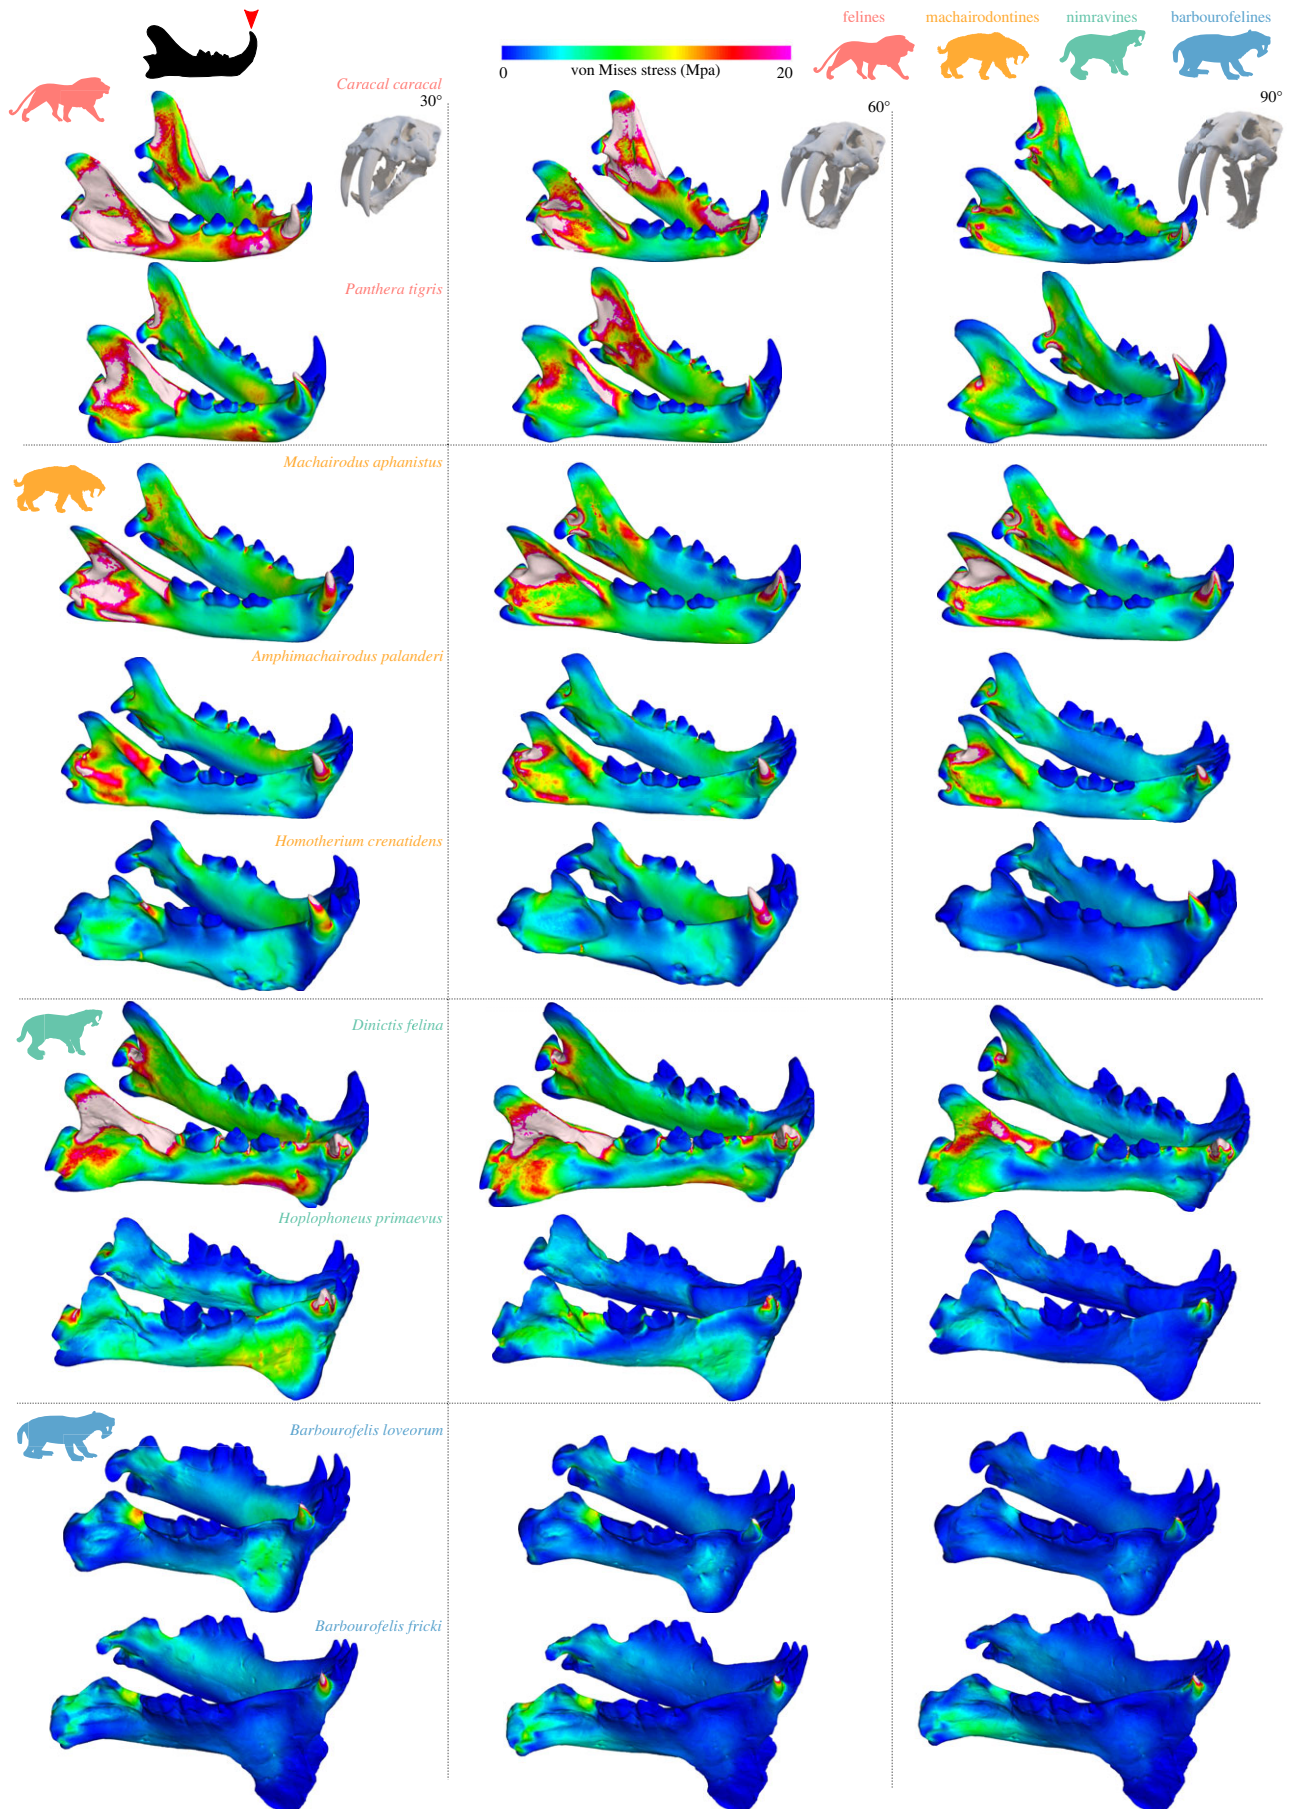 felines machairodontines nimravines barbourofelines
0 von Mises stress (Mpa) 20
Caracal caracal
30°
60°
90°
Panthera tigris
Machairodus aphanistus
Amphimachairodus palanderi
Homotherium crenatidens
Dinictis felina
Hoplophoneus primaevus
Barbourofelis loveorum
Barbourofelis fricki